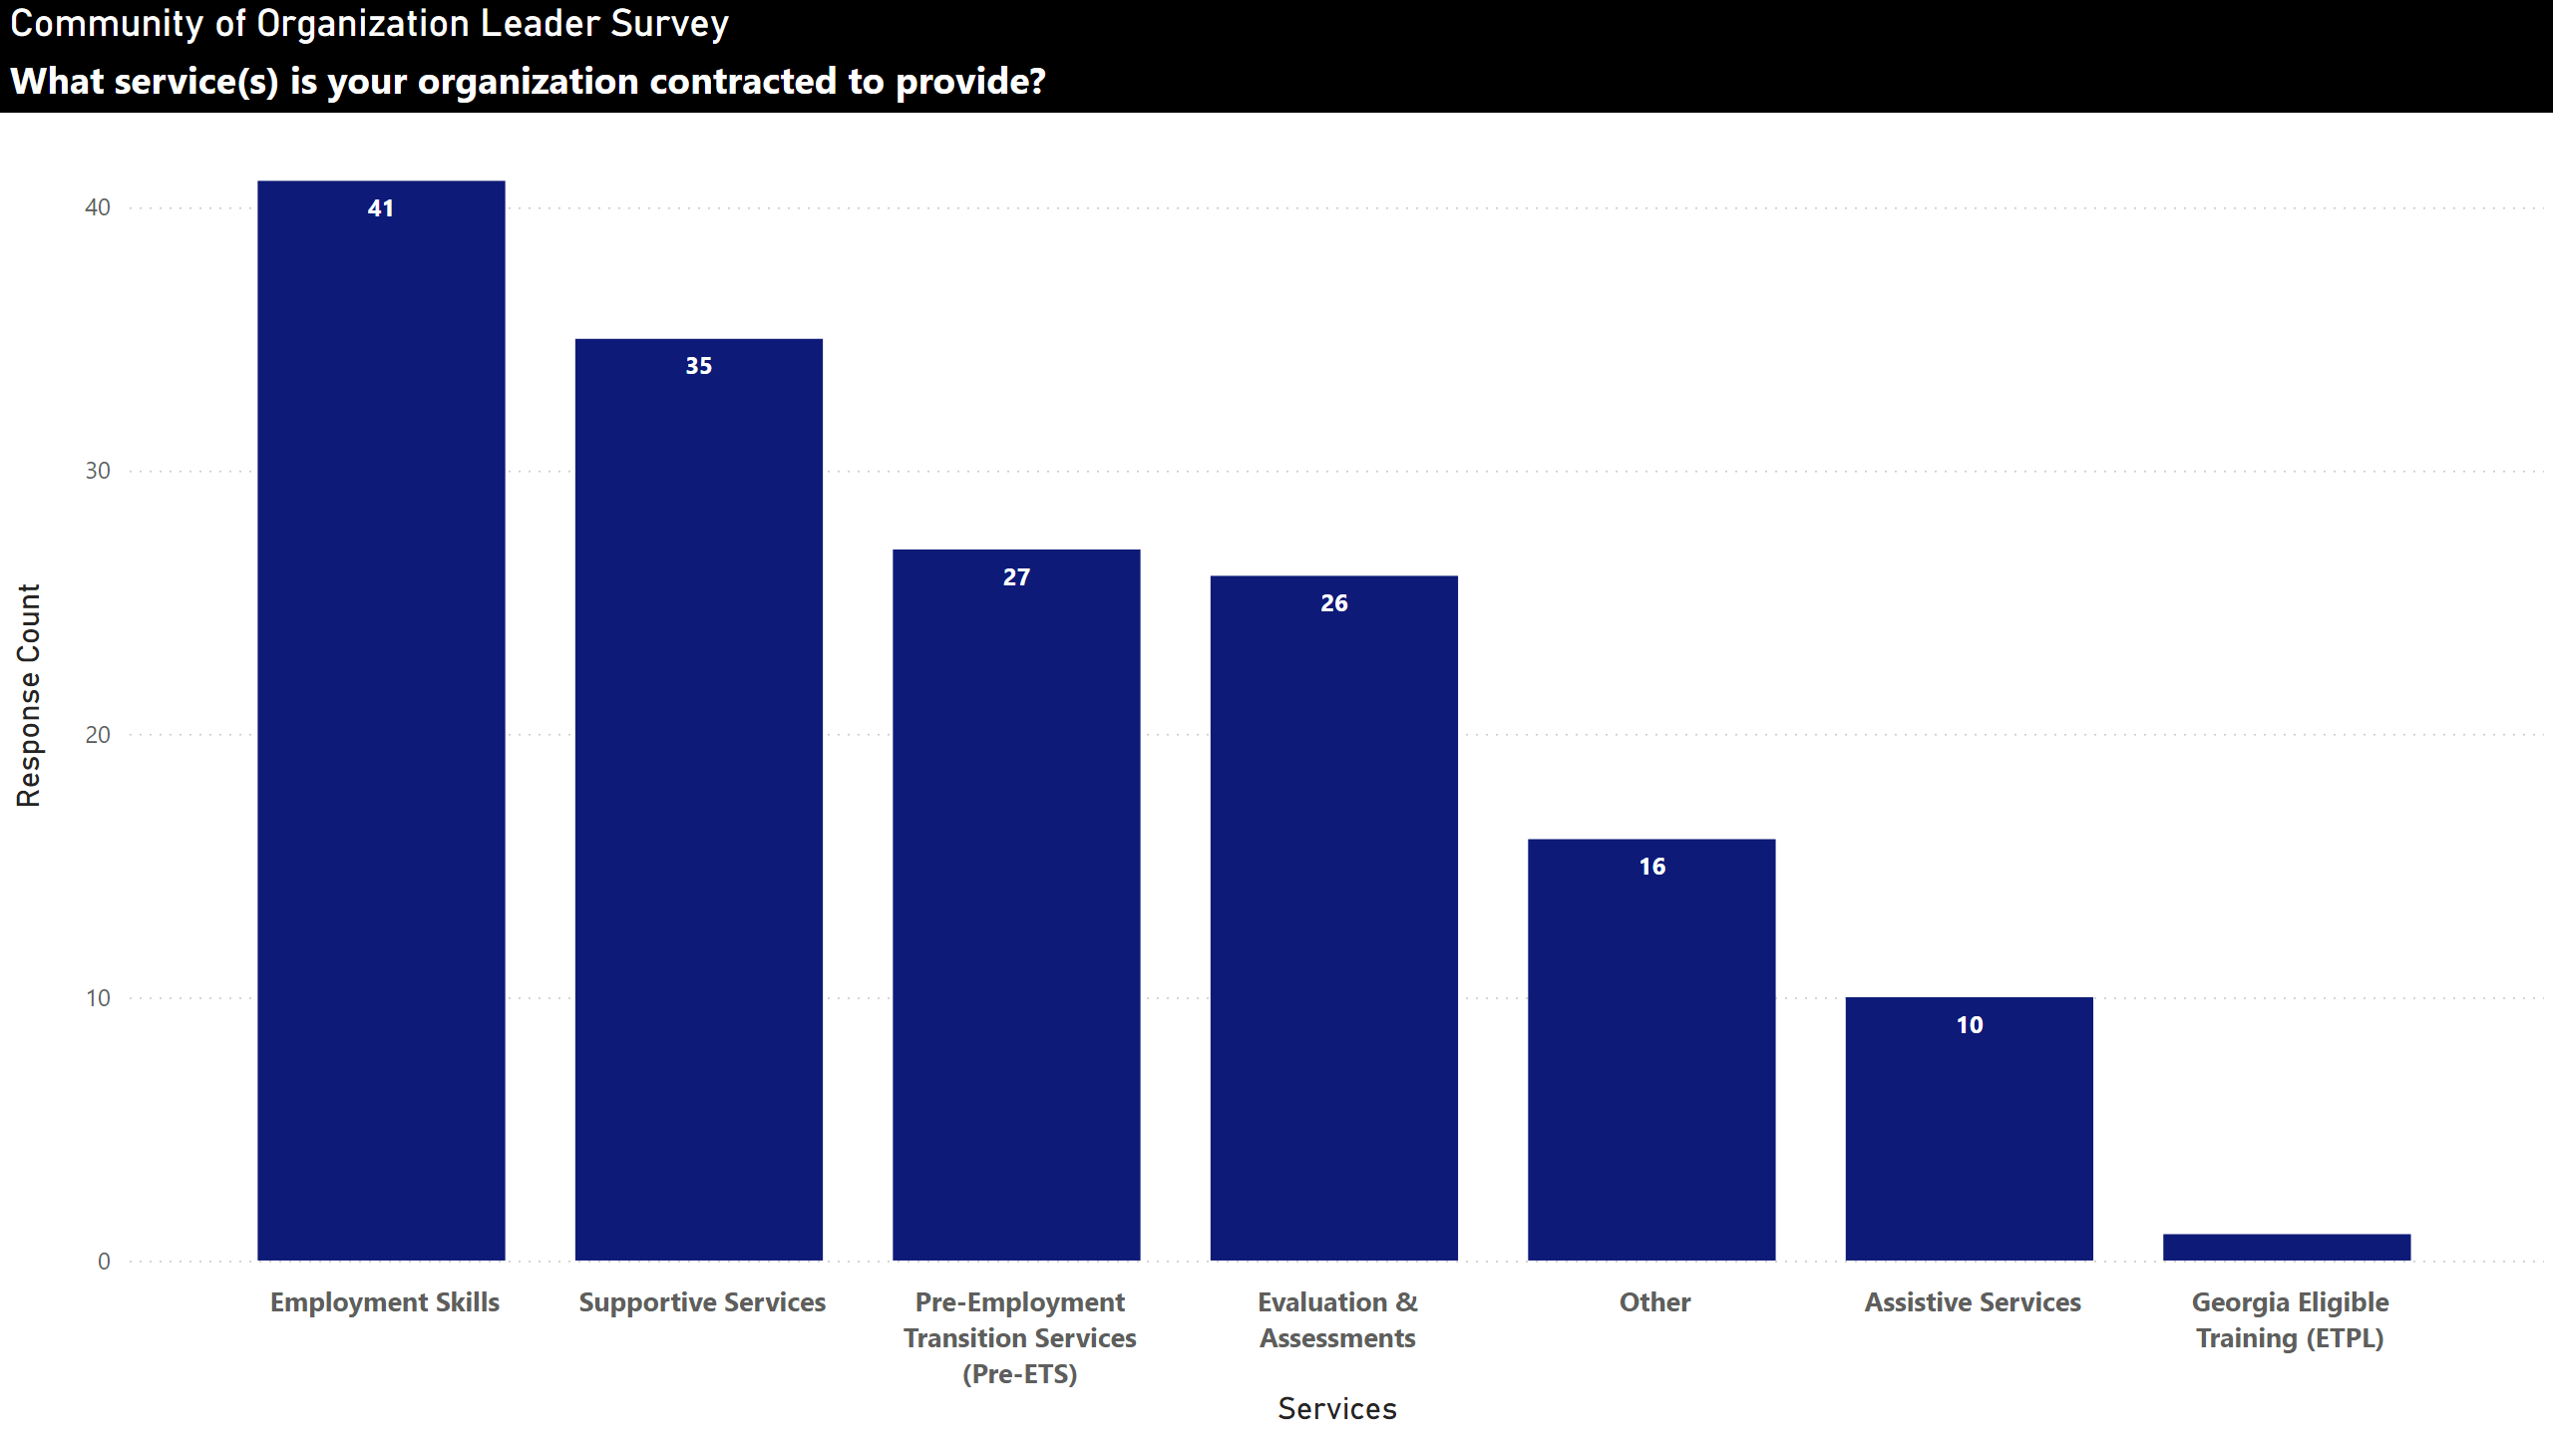 Community of Organization Leader Survey
What service(s) is your organization contracted to provide?
Response Count
40
30
20
10
0
41
35
27
26
16
10
Employment Skills
Supportive Services
Pre-Employment
Transition Services
(Pre-ETS)
Evaluation &
Assessments
Other
Assistive Services
Georgia Eligible
Training (ETPL)
Services